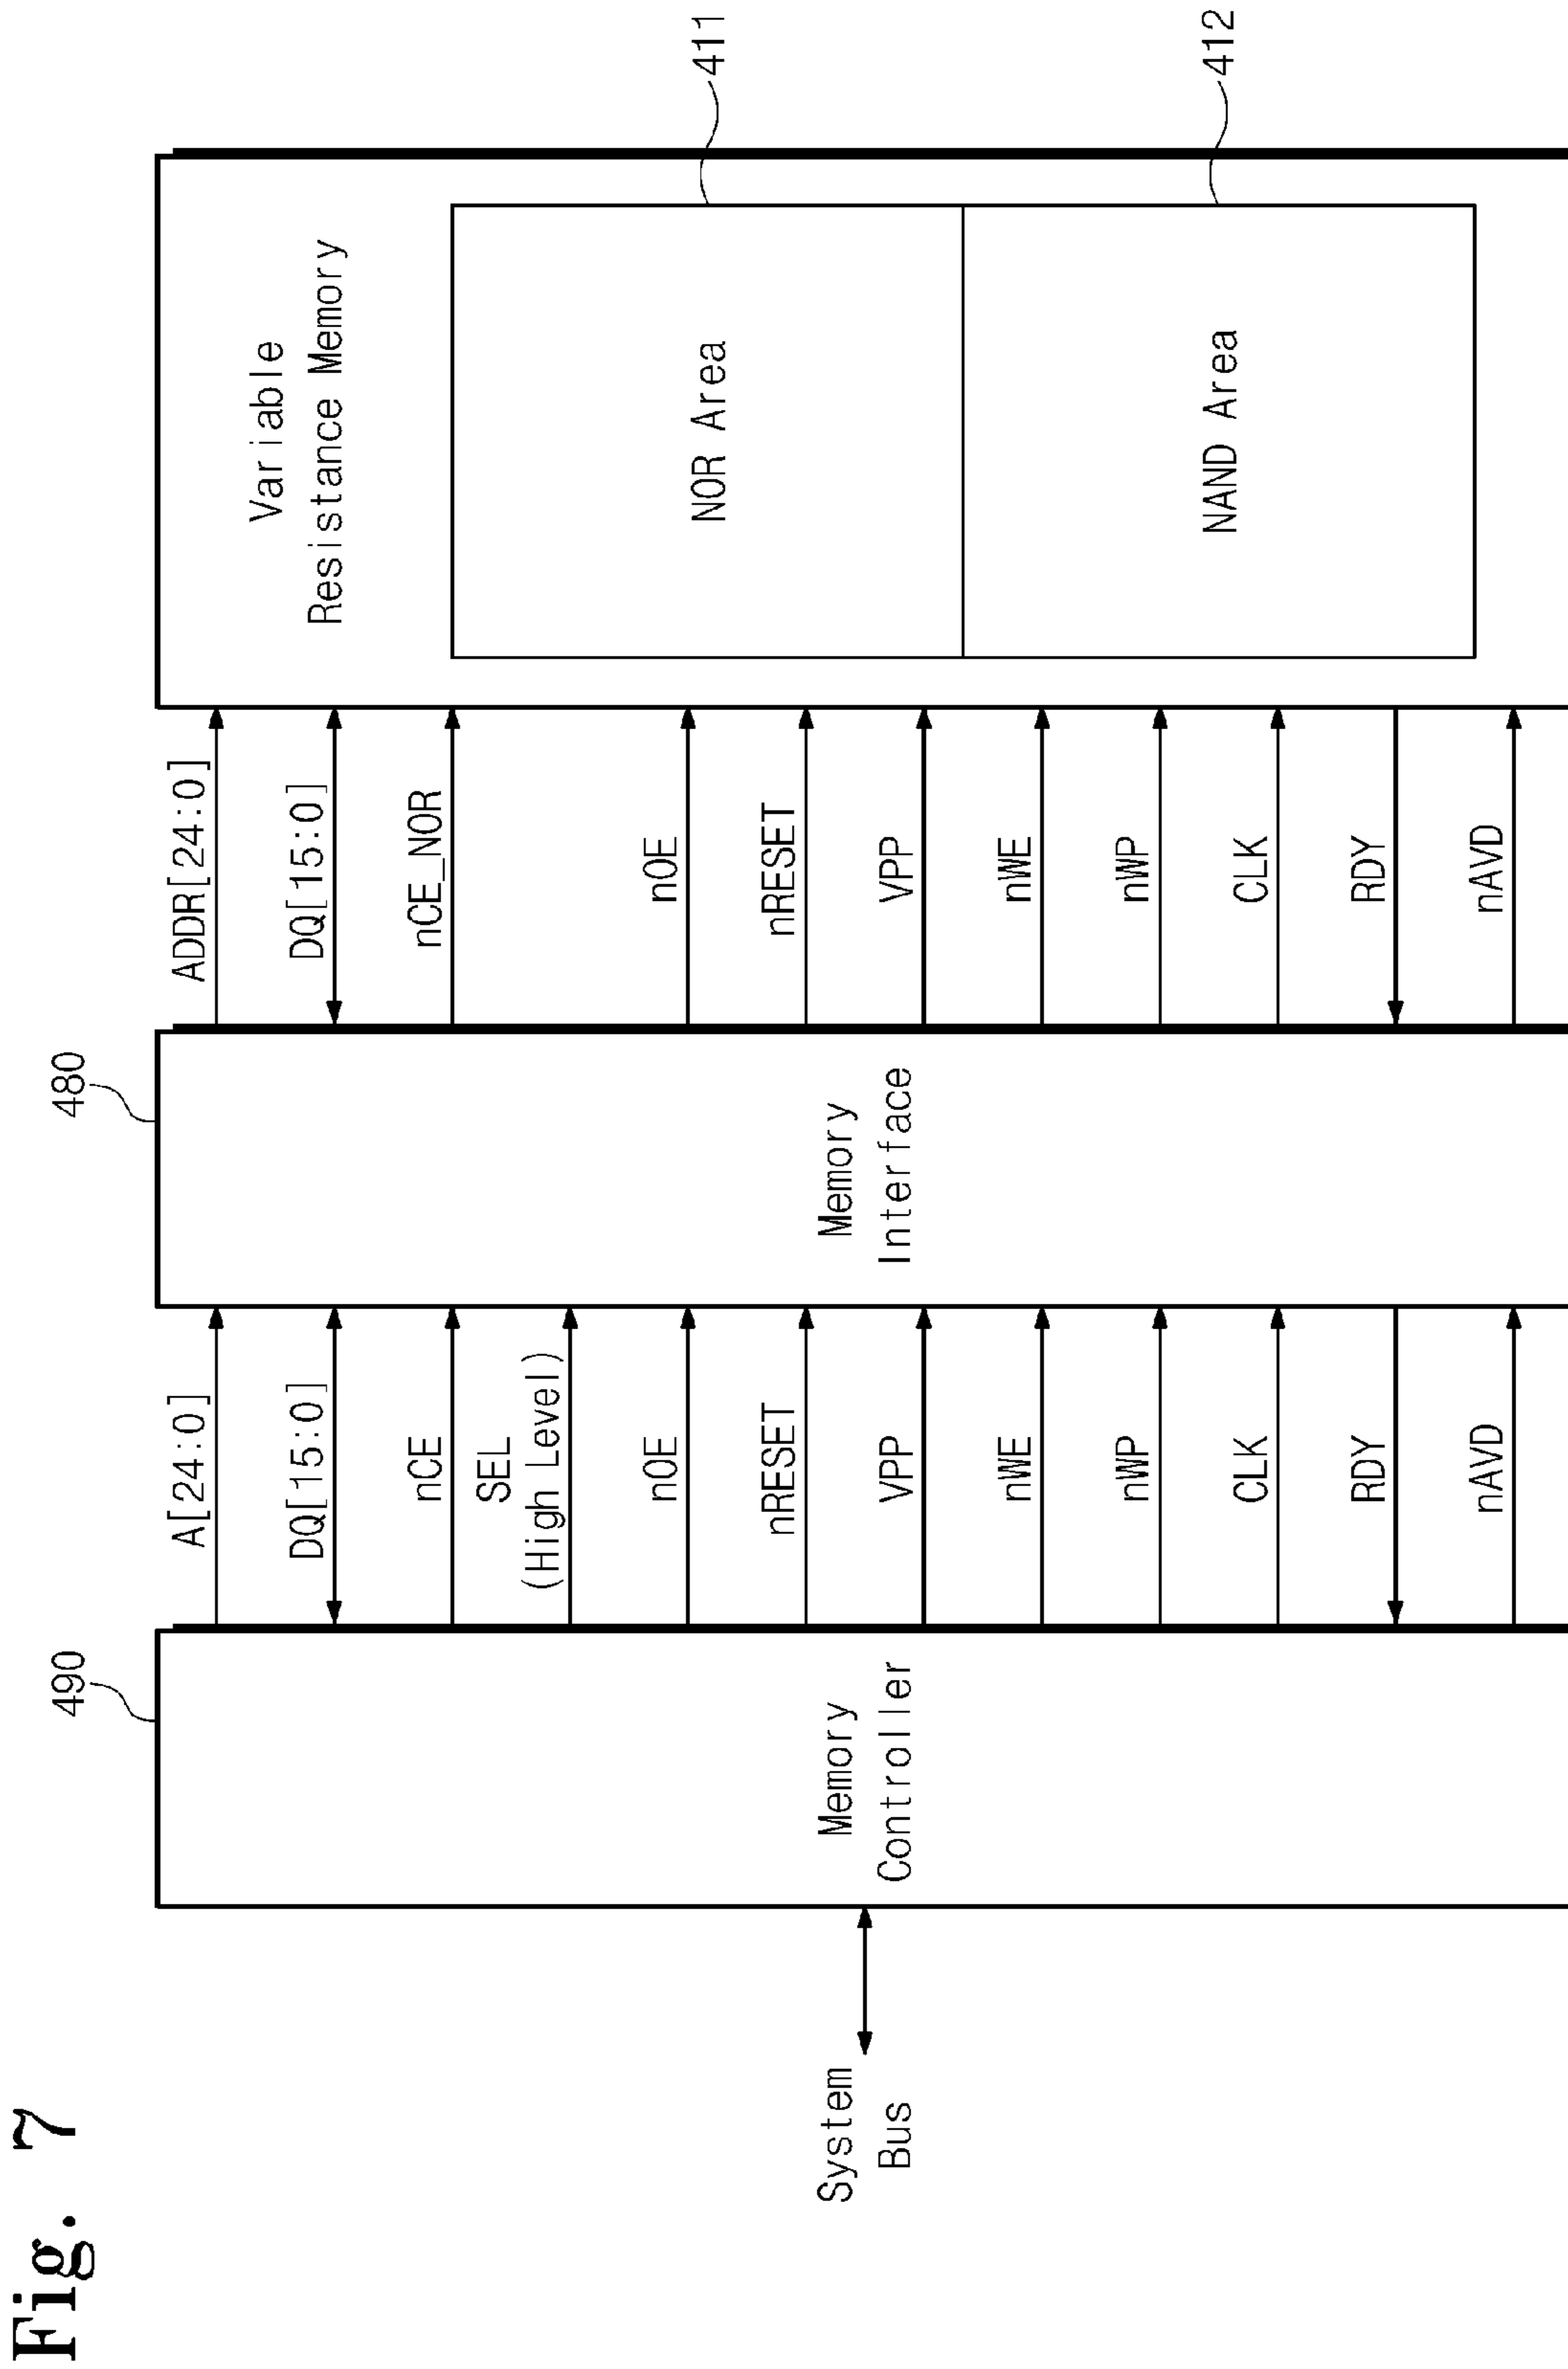 Fig. 7
System
Bus
490
Memory
Controller
A[24:0]
DQ[15:0]
nCE
SEL
(High Level)
nOE
nRESET
VPP
nWE
nWP
CLK
RDY
nAVD
480
Memory
Interface
ADDR[24:0]
DQ[15:0]
nCE_NOR
nOE
nRESET
VPP
nWE
nWP
CLK
RDY
nAVD
Variable
Resistance Memory
NOR Area
NAND Area
411
412